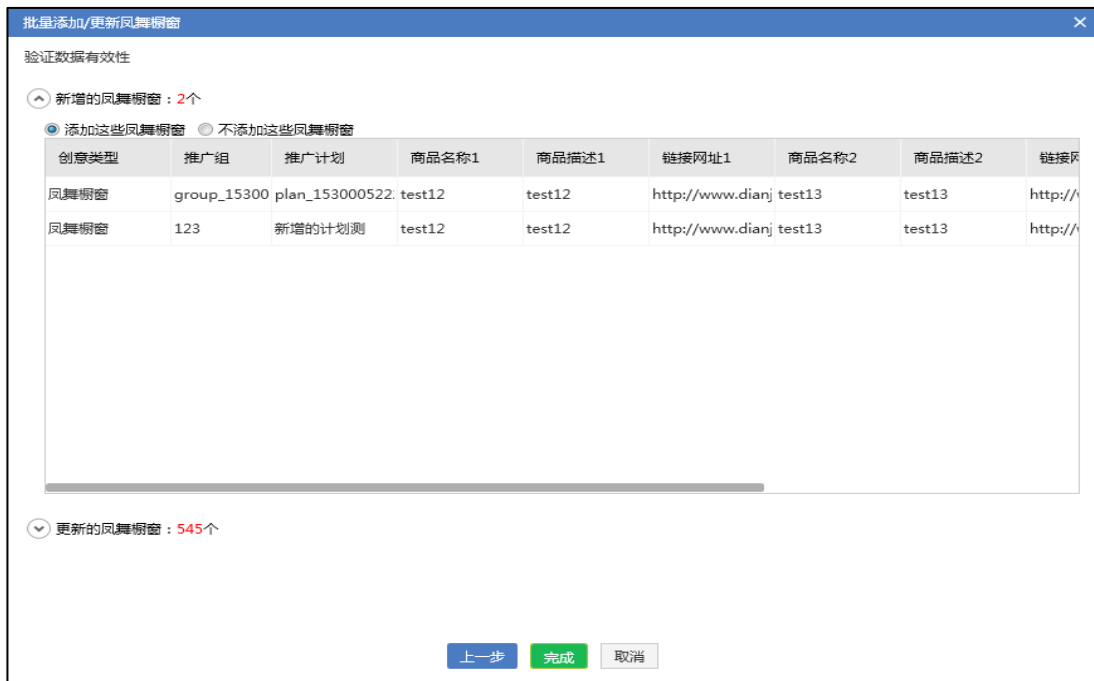 批量添加/更新凤舞橱窗
验证数据有效性
新增的凤舞橱窗：2个
添加这些凤舞橱窗 不添加这些凤舞橱窗
创意类型 推广组 推广计划 商品名称1 商品描述1 链接网址1 商品名称2 商品描述2 链接网
凤舞橱窗 group_15300 plan_1530005222 test12 test12 http://www.dianj test13 test13 http://
凤舞橱窗 123 新增的计划测 test12 test12 http://www.dianj test13 test13 http://
更新的凤舞橱窗：545个
上一步 完成 取消